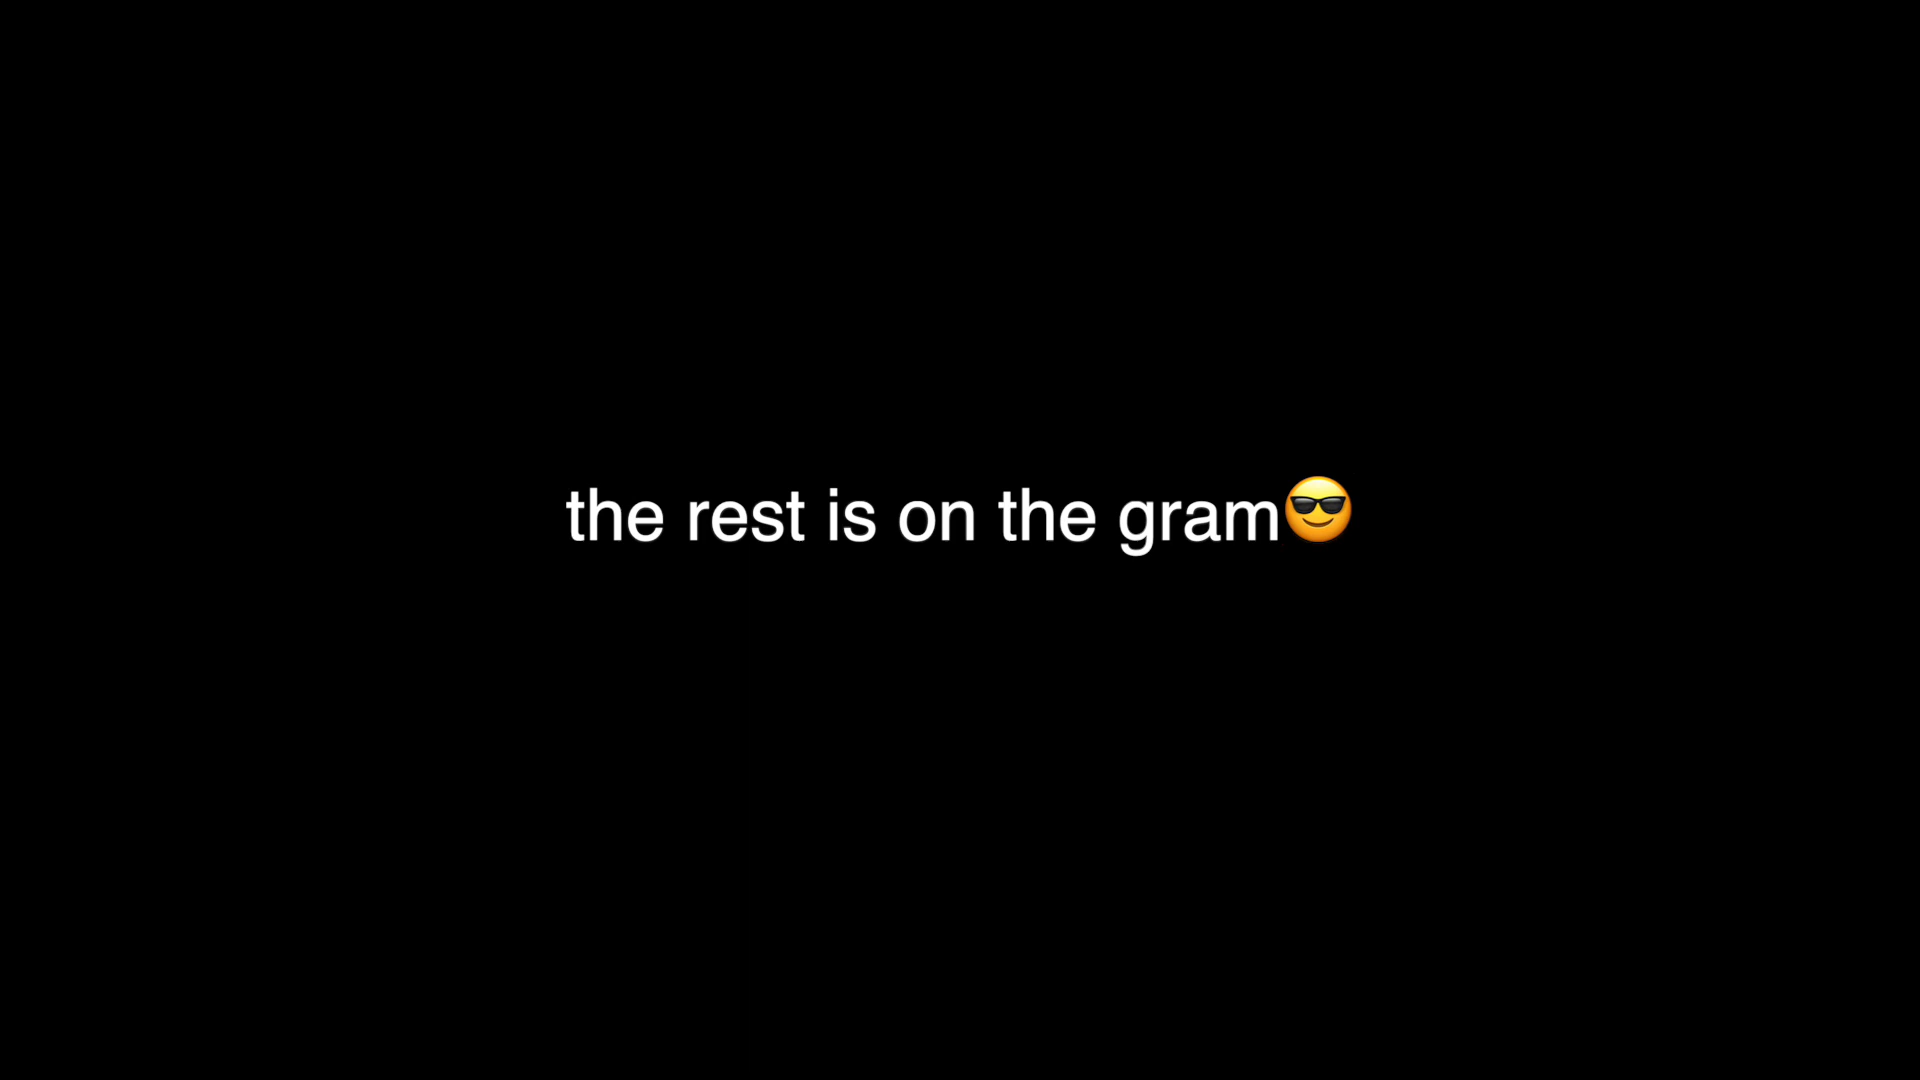 the rest is on the gram😎